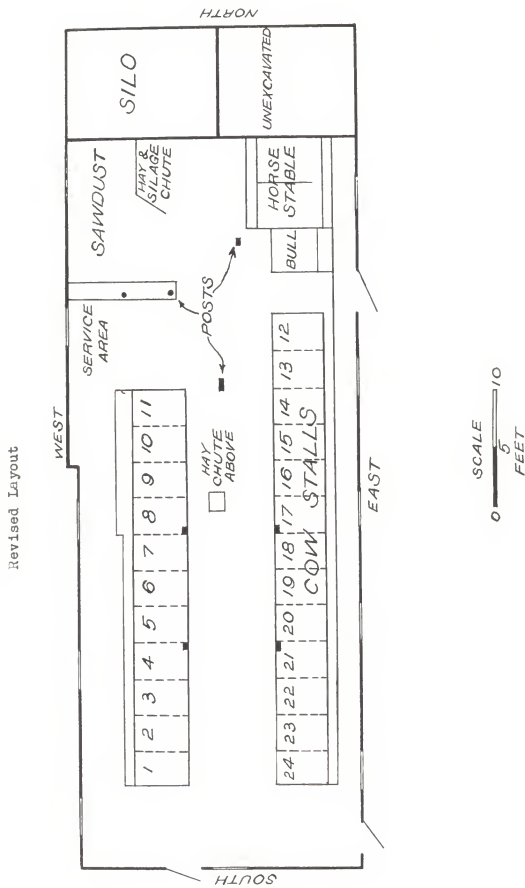 Revised Layout
NORTH
SILO
UNEXCAVATED
SAWDUST
HAY &
SILAGE
CHUTE
HORSE
STABLE
BULL
SERVICE
AREA
POSTS
WEST
HAY
CHUTE
ABOVE
1 2 3 4 5 6 7 8 9 10 11
24 23 22 21 20 19 18 17 16 15 14 13 12
COW STALLS
EAST
SOUTH
SCALE
0 5 10
FEET